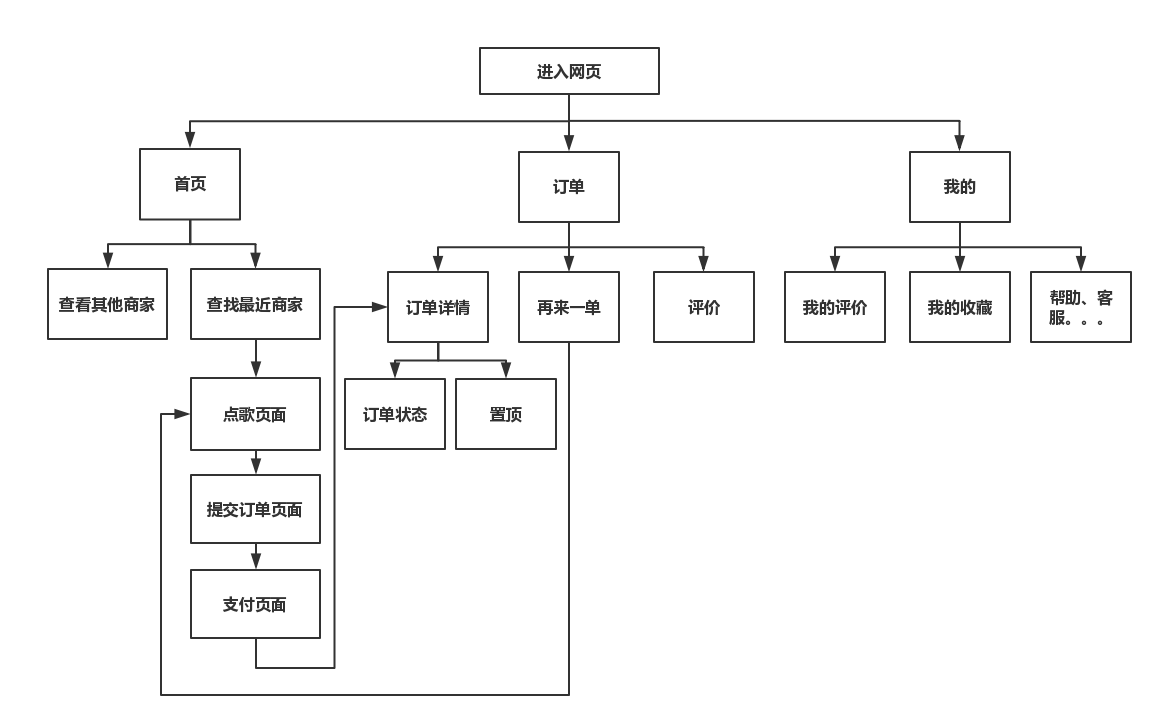 进入网页
首页
订单
我的
查看其他商家
查找最近商家
订单详情
再来一单
评价
我的评价
我的收藏
帮助、客
服。。。
点歌页面
订单状态
置顶
提交订单页面
支付页面